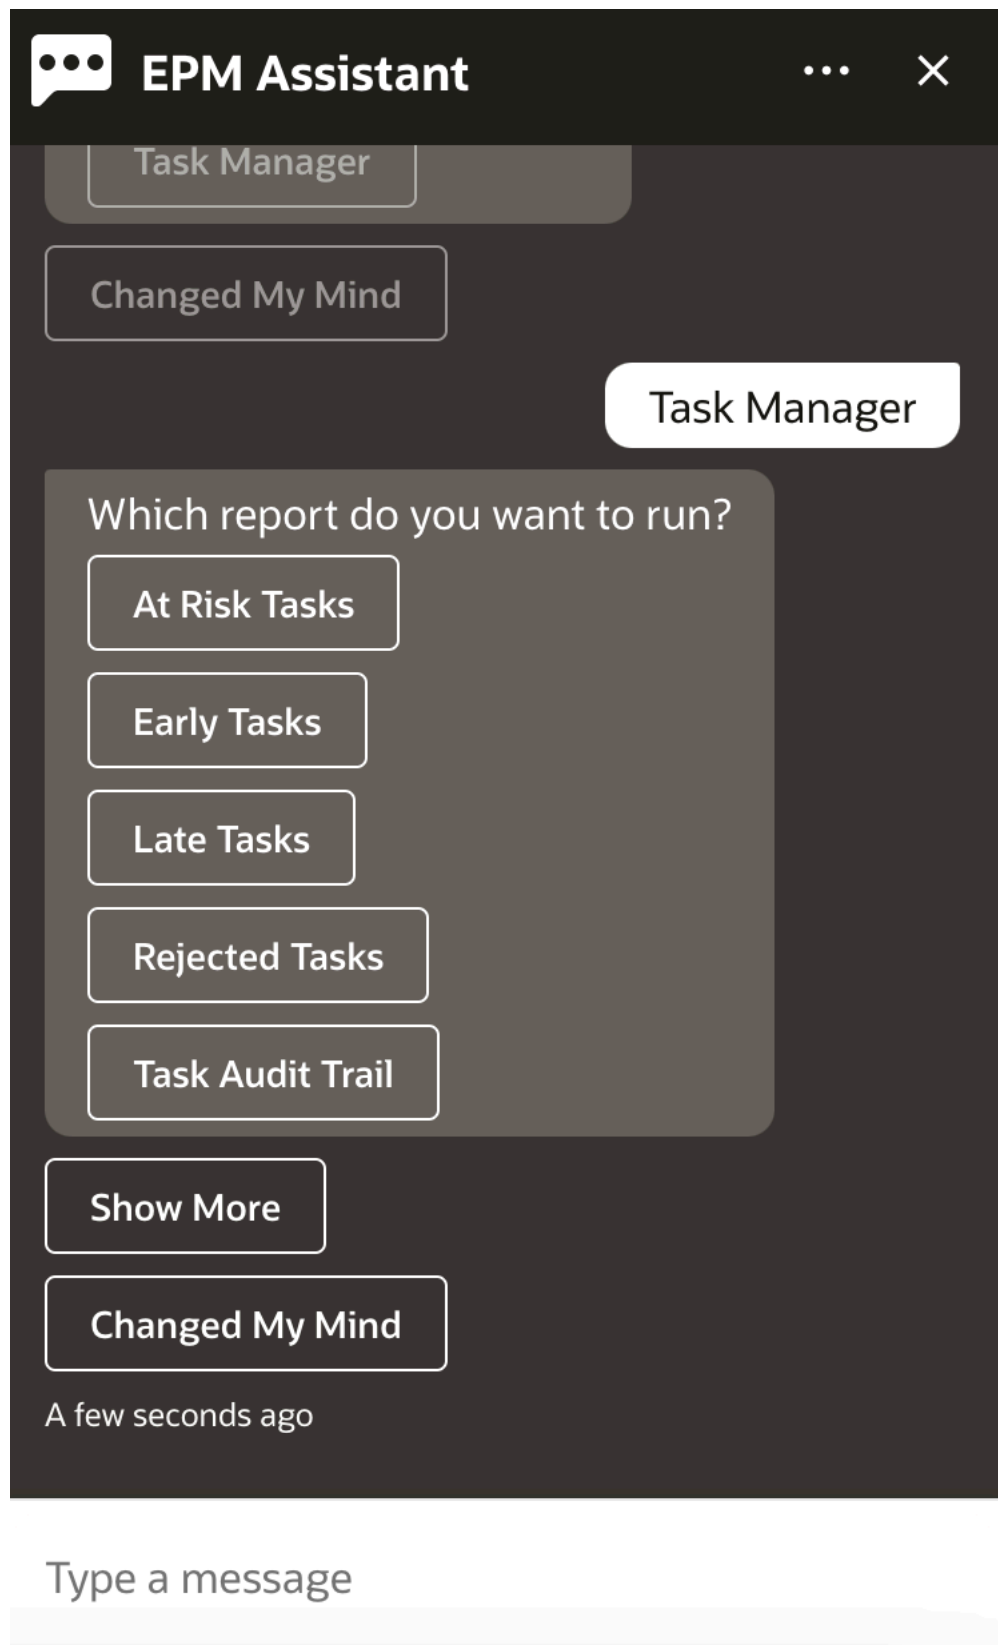 EPM Assistant
Task Manager
Changed My Mind
Task Manager
Which report do you want to run?
At Risk Tasks
Early Tasks
Late Tasks
Rejected Tasks
Task Audit Trail
Show More
Changed My Mind
A few seconds ago
Type a message